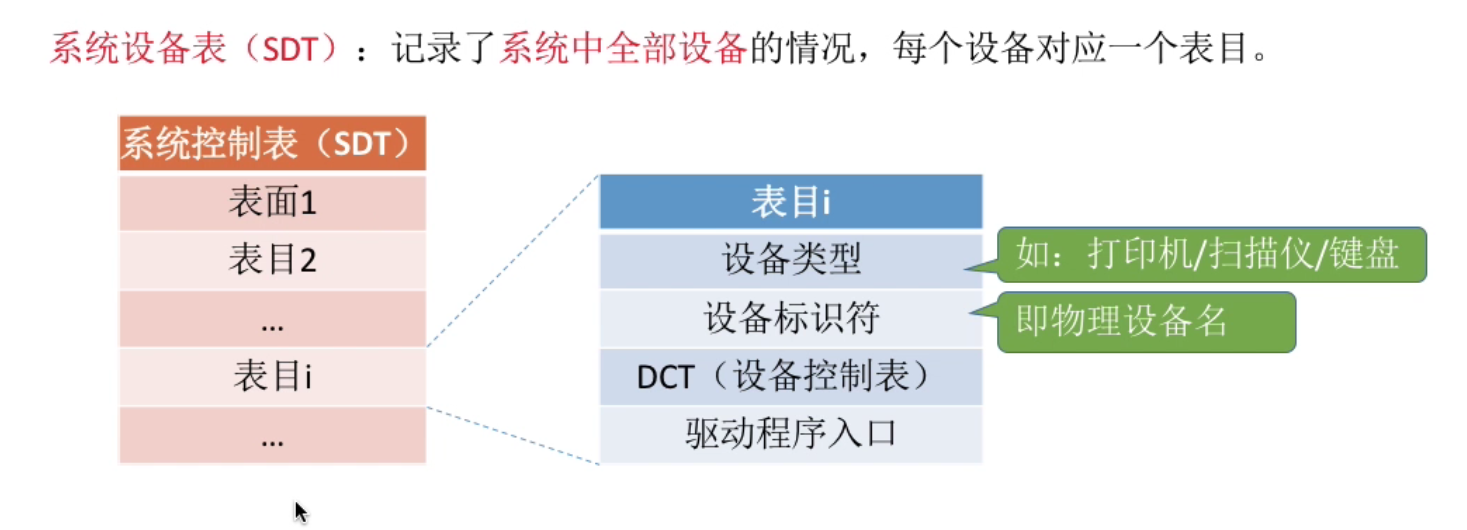 系统设备表（SDT）：记录了系统中全部设备的情况，每个设备对应一个表目。
系统控制表（SDT）
表面1
表目2
...
表目i
...
表目i
设备类型
设备标识符
DCT（设备控制表）
驱动程序入口
如：打印机/扫描仪/键盘
即物理设备名